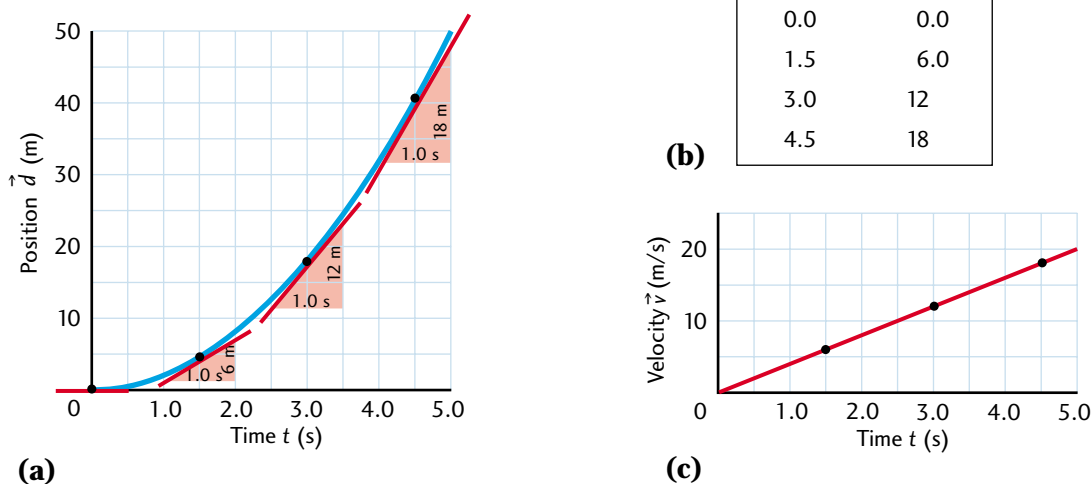 50
40
30
20
10
0
Position d⃗ (m)
1.0 s
6 m
1.0 s
12 m
1.0 s
18 m
1.0 2.0 3.0 4.0 5.0
Time t (s)
(a)
0.0 0.0
1.5 6.0
3.0 12
4.5 18
(b)
20
10
0
Velocity v⃗ (m/s)
1.0 2.0 3.0 4.0 5.0
Time t (s)
(c)